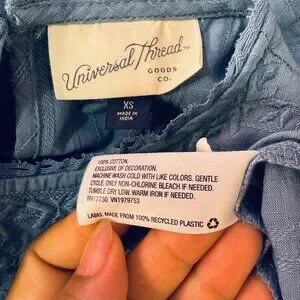 Universal Thread™
GOODS
CO.
XS
MADE IN
INDIA
100% COTTON.
EXCLUSIVE OF DECORATION.
MACHINE WASH COLD WITH LIKE COLORS. GENTLE
CYCLE. ONLY NON-CHLORINE BLEACH IF NEEDED.
TUMBLE DRY LOW. WARM IRON IF NEEDED.
RN17730 VN1979753
LABEL MADE FROM 100% RECYCLED PLASTIC